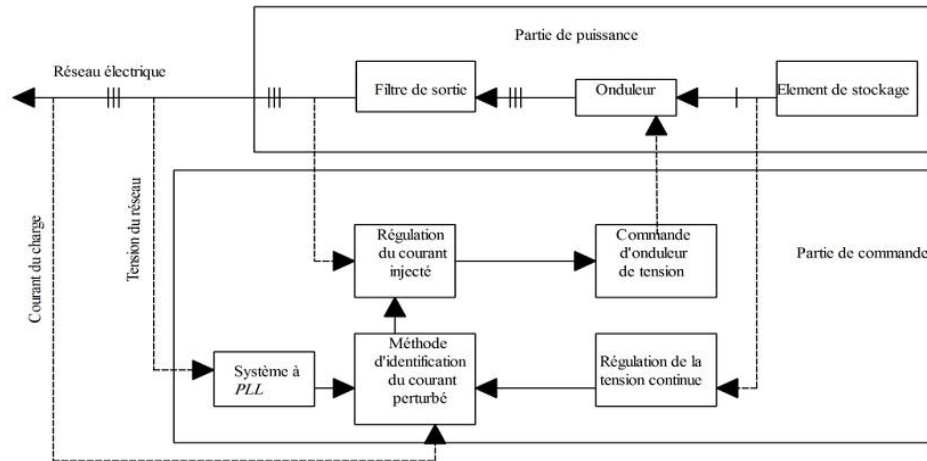 Partie de puissance
Réseau électrique
Filtre de sortie
Onduleur
Element de stockage
Courant du charge
Tension du réseau
Régulation
du courant
injecté
Commande
d'onduleur
de tension
Partie de commande
Système à
PLL
Méthode
d'identification
du courant
perturbé
Régulation de la
tension continue